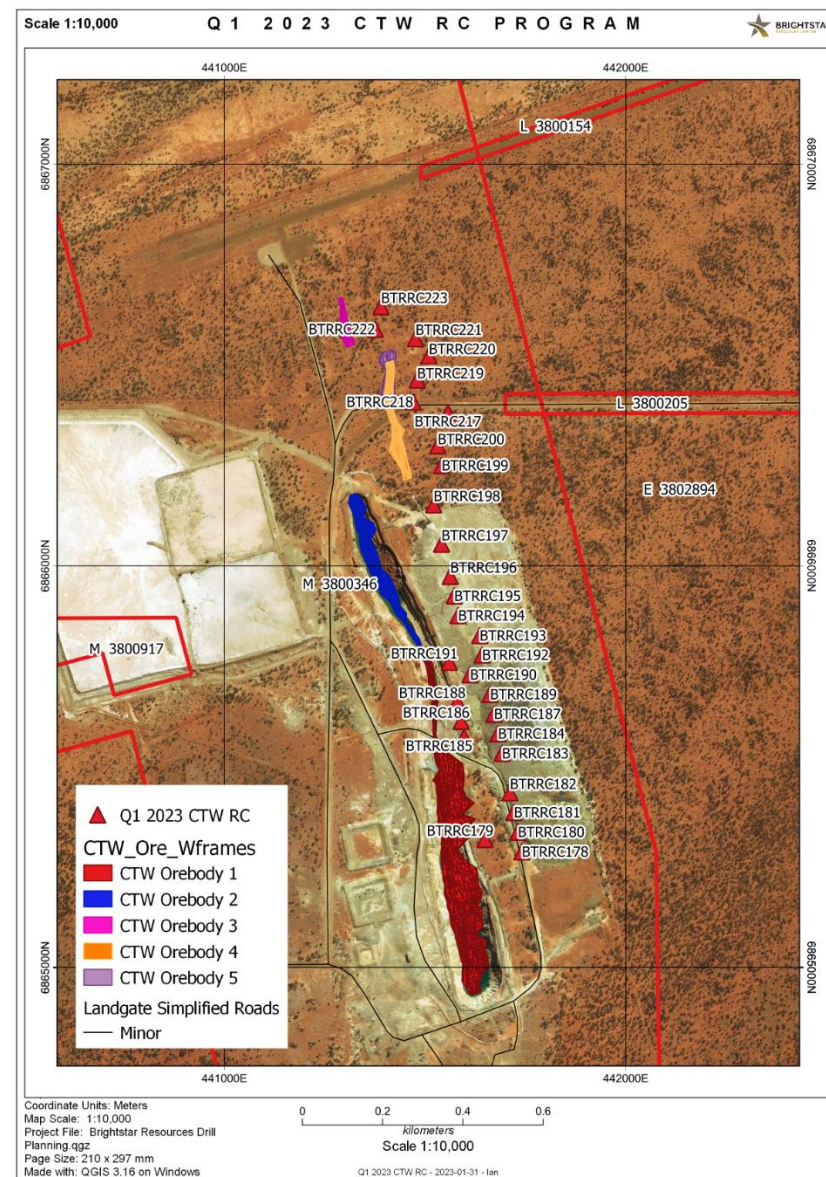 Scale 1:10,000
Q1 2023 CTW RC PROGRAM
BRIGHTSTAR
RESOURCES LIMITED
441000E
442000E
L 3800154
6867000N
6867000N
BTRRC223
BTRRC222
BTRRC221
BTRRC220
BTRRC219
BTRRC218
L 3800205
BTRRC217
BTRRC200
BTRRC199
E 3802894
BTRRC198
BTRRC197
6866000N
6866000N
BTRRC196
M 3800346
BTRRC195
BTRRC194
BTRRC193
M 3800917
BTRRC191
BTRRC192
BTRRC190
BTRRC188
BTRRC189
BTRRC186
BTRRC187
BTRRC184
BTRRC185
BTRRC183
BTRRC182
BTRRC181
BTRRC179
BTRRC180
BTRRC178
Q1 2023 CTW RC
CTW_Ore_Wframes
CTW Orebody 1
CTW Orebody 2
CTW Orebody 3
CTW Orebody 4
CTW Orebody 5
Landgate Simplified Roads
Minor
6865000N
6865000N
441000E
442000E
Coordinate Units: Meters
Map Scale: 1:10,000
Project File: Brightstar Resources Drill
Planning.qgz
Page Size: 210 x 297 mm
Made with: QGIS 3.16 on Windows
0 0.2 0.4 0.6
kilometers
Scale 1:10,000
Q1 2023 CTW RC - 2023-01-31 - Ian